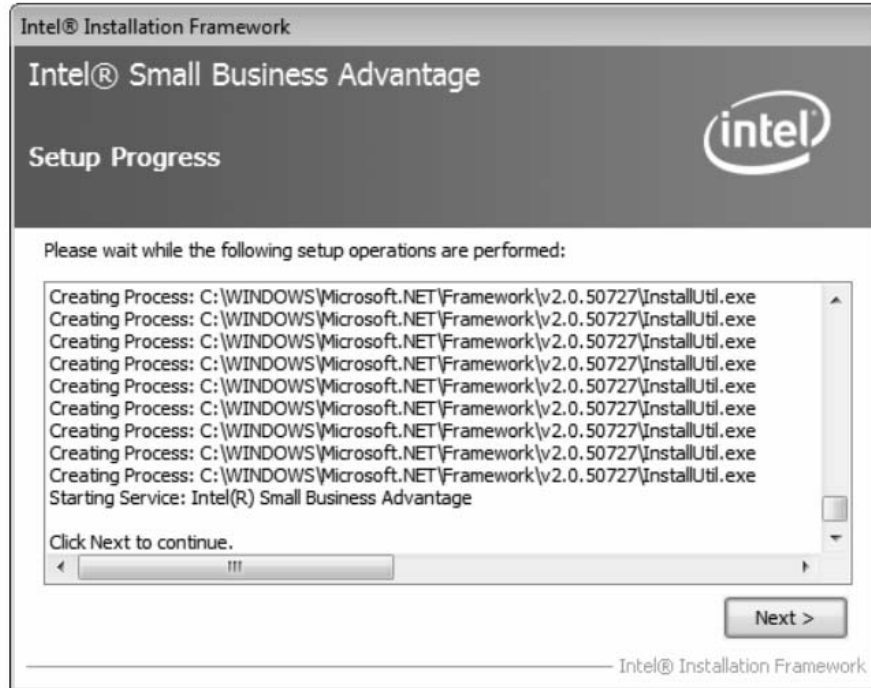 Intel® Installation Framework
Intel® Small Business Advantage
intel
Setup Progress
Please wait while the following setup operations are performed:
Creating Process: C:\WINDOWS\Microsoft.NET\Framework\v2.0.50727\InstallUtil.exe
Creating Process: C:\WINDOWS\Microsoft.NET\Framework\v2.0.50727\InstallUtil.exe
Creating Process: C:\WINDOWS\Microsoft.NET\Framework\v2.0.50727\InstallUtil.exe
Creating Process: C:\WINDOWS\Microsoft.NET\Framework\v2.0.50727\InstallUtil.exe
Creating Process: C:\WINDOWS\Microsoft.NET\Framework\v2.0.50727\InstallUtil.exe
Creating Process: C:\WINDOWS\Microsoft.NET\Framework\v2.0.50727\InstallUtil.exe
Creating Process: C:\WINDOWS\Microsoft.NET\Framework\v2.0.50727\InstallUtil.exe
Creating Process: C:\WINDOWS\Microsoft.NET\Framework\v2.0.50727\InstallUtil.exe
Creating Process: C:\WINDOWS\Microsoft.NET\Framework\v2.0.50727\InstallUtil.exe
Starting Service: Intel(R) Small Business Advantage
Click Next to continue.
Next >
Intel® Installation Framework